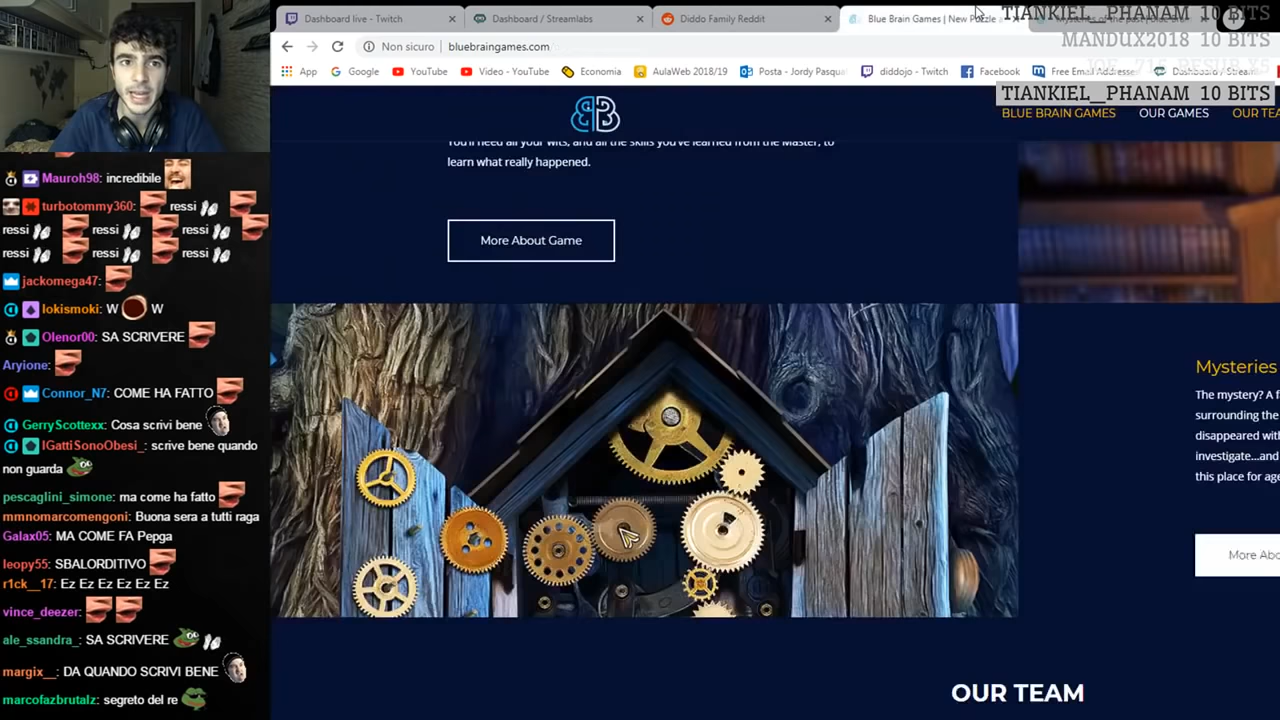 Dashboard live - Twitch
Dashboard / Streamlabs
Diddo Family Reddit
Blue Brain Games | New Puzzle
TIANKIEL_PHANAM 10 BITS
MANDUX2018 10 BITS
TIANKIEL_PHANAM 10 BITS
Non sicuro
bluebraingames.com
App
Google
YouTube
Video - YouTube
Economia
AulaWeb 2018/19
Posta - Jordy Pasqua
diddojo - Twitch
Facebook
Free Email Addresse
Dashboard / Streamla
BLUE BRAIN GAMES
OUR GAMES
OUR TEA
You'll need all your wits, and all the skills you've learned from the Master, to
learn what really happened.
More About Game
Mysteries
The mystery? A f
surrounding the
disappeared with
investigate...and
this place for age
More Abo
OUR TEAM
Mauroh98: incredibile
turbotommy360: ressi
ressi ressi ressi
ressi ressi ressi
jackomega47:
lokismoki: W W
Olenor00: SA SCRIVERE
Aryione:
Connor_N7: COME HA FATTO
GerryScottexx: Cosa scrivi bene
IGattiSonoObesi_: scrive bene quando
non guarda
pescaglini_simone: ma come ha fatto
mmnomarcomengoni: Buona sera a tutti raga
Galax05: MA COME FA Pepga
leopy55: SBALORDITIVO
r1ck__17: Ez Ez Ez Ez Ez Ez
vince_deezer:
ale_ssandra_: SA SCRIVERE
margix__: DA QUANDO SCRIVI BENE
marcofazbrutalz: segreto del re